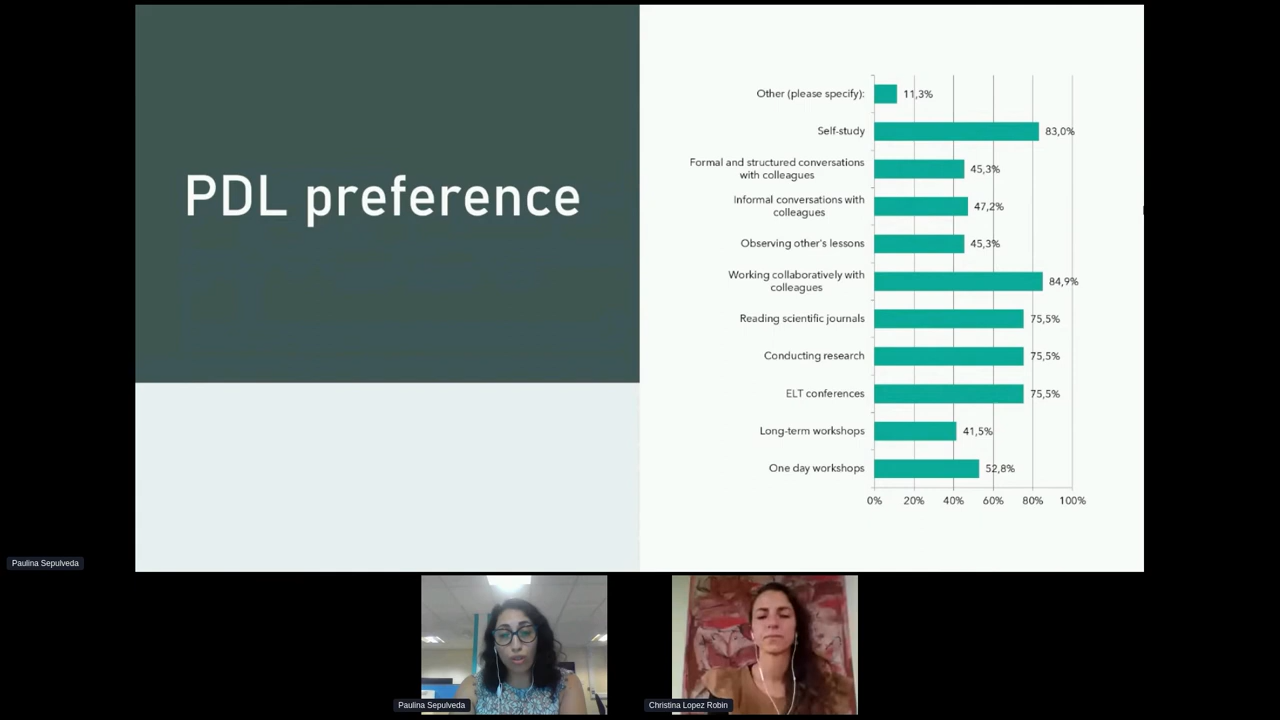 PDL preference
Other (please specify):
11,3%
Self-study
83,0%
Formal and structured conversations
with colleagues
45,3%
Informal conversations with
colleagues
47,2%
Observing other's lessons
45,3%
Working collaboratively with
colleagues
84,9%
Reading scientific journals
75,5%
Conducting research
75,5%
ELT conferences
75,5%
Long-term workshops
41,5%
One day workshops
52,8%
0% 20% 40% 60% 80% 100%
Paulina Sepulveda
Paulina Sepulveda
Christina Lopez Robin